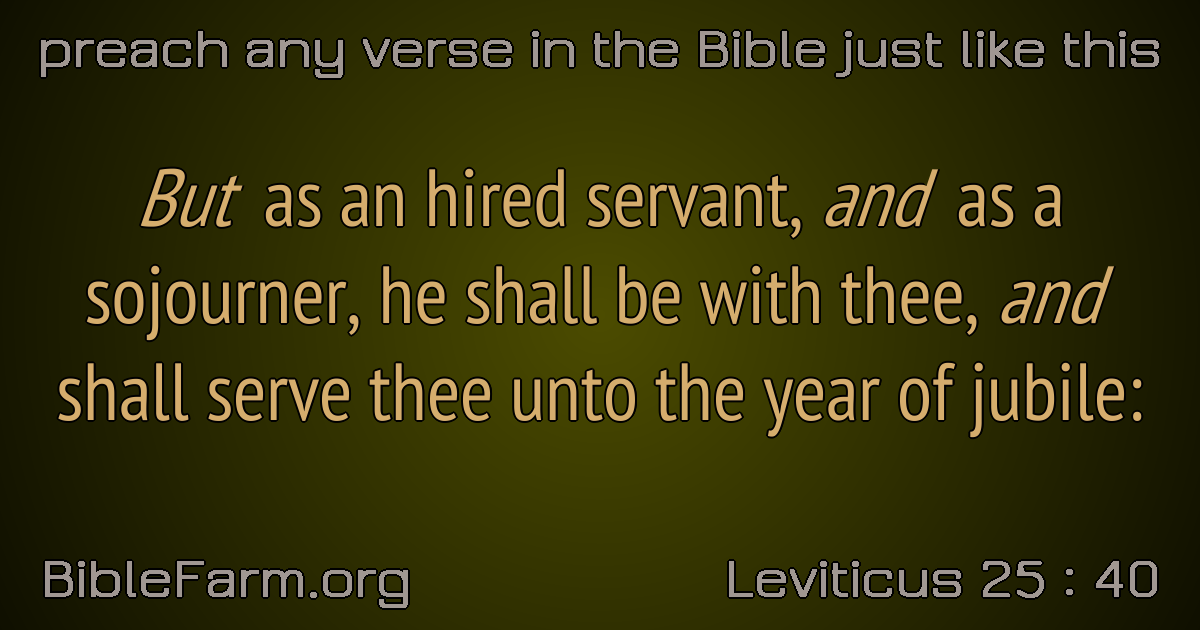 preach any verse in the Bible just like this
But as an hired servant, and as a
sojourner, he shall be with thee, and
shall serve thee unto the year of jubile:
BibleFarm.org
Leviticus 25 : 40